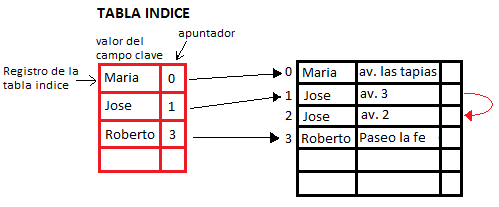 TABLA INDICE
valor del
campo clave
apuntador
Registro de la
tabla indice
Maria 0
Jose 1
Roberto 3
0 Maria av. las tapias
1 Jose av. 3
2 Jose av. 2
3 Roberto Paseo la fe